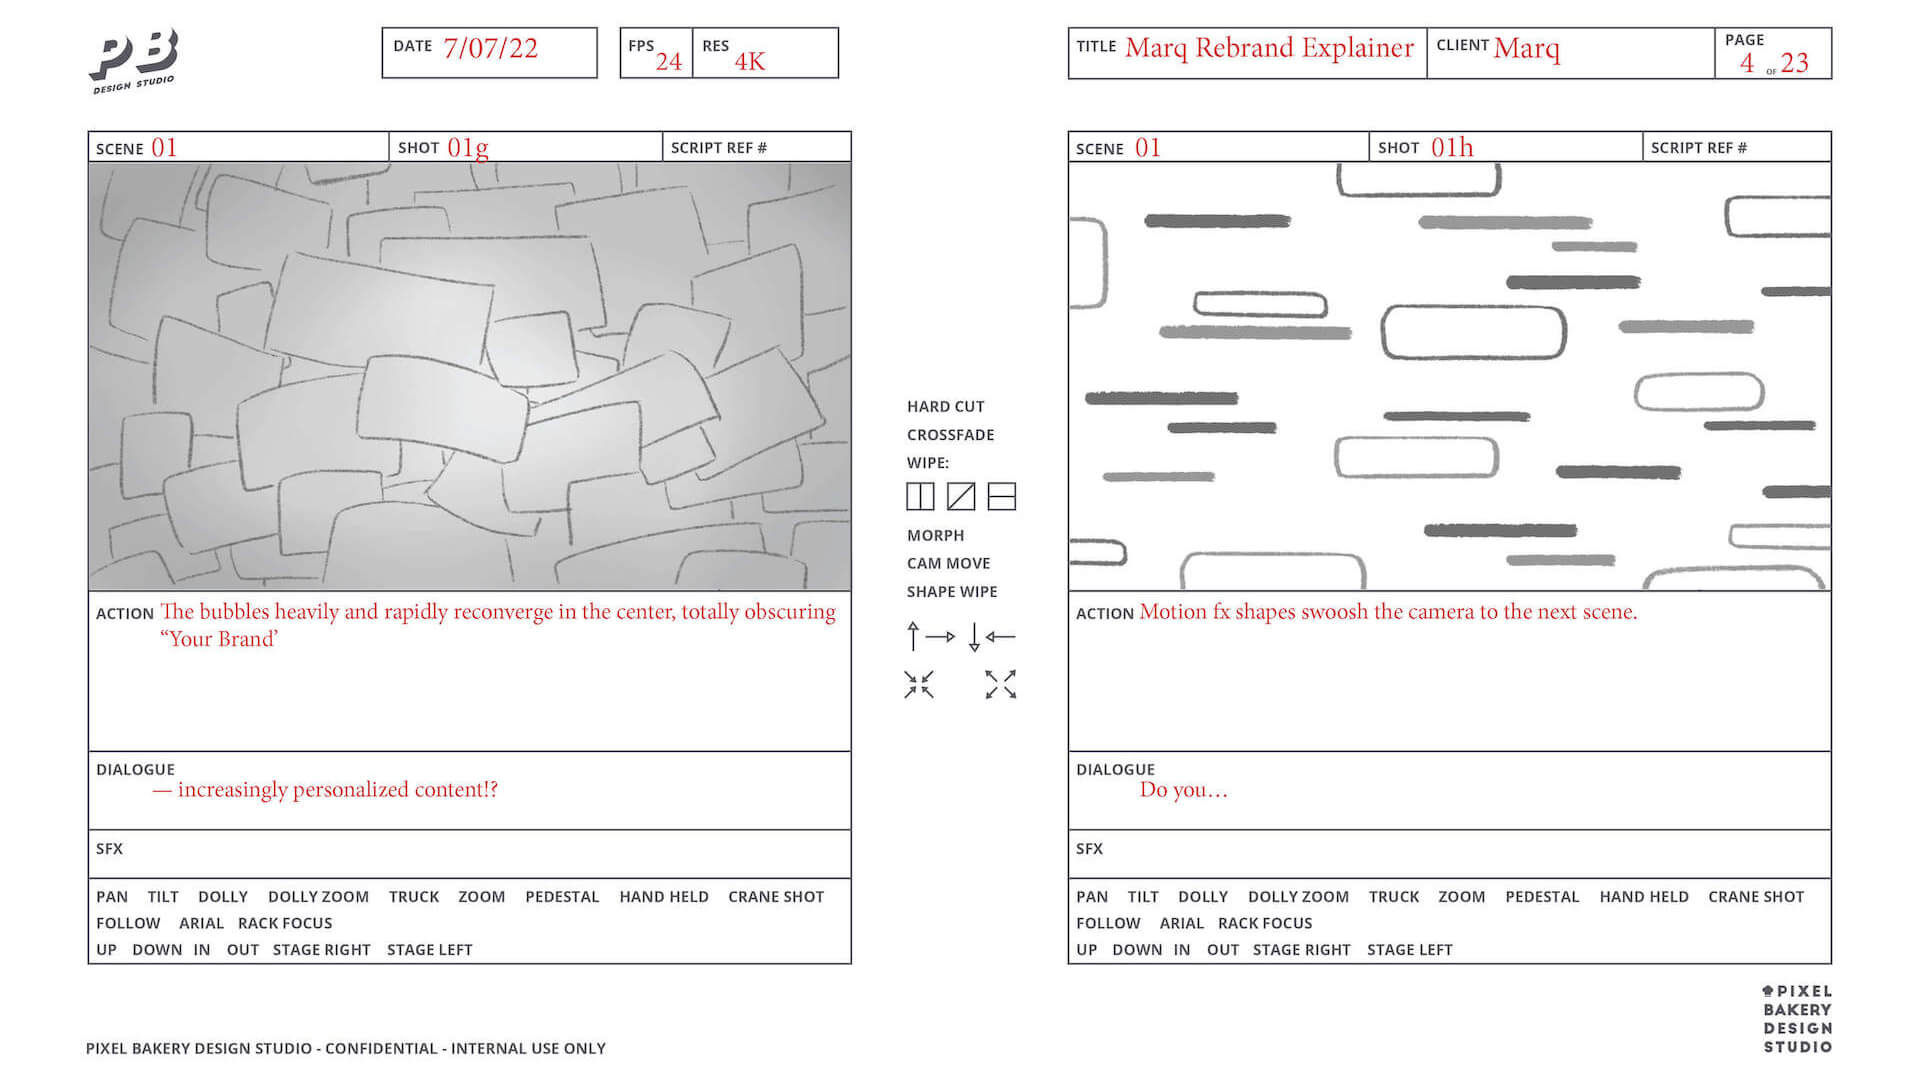 PB
DESIGN STUDIO
DATE 7/07/22
FPS 24 RES 4K
TITLE Marq Rebrand Explainer CLIENT Marq PAGE 4 OF 23
SCENE 01 SHOT 01g SCRIPT REF #
ACTION The bubbles heavily and rapidly reconverge in the center, totally obscuring
“Your Brand’
DIALOGUE
— increasingly personalized content!?
SFX
PAN TILT DOLLY DOLLY ZOOM TRUCK ZOOM PEDESTAL HAND HELD CRANE SHOT
FOLLOW ARIAL RACK FOCUS
UP DOWN IN OUT STAGE RIGHT STAGE LEFT
HARD CUT
CROSSFADE
WIPE:
MORPH
CAM MOVE
SHAPE WIPE
SCENE 01 SHOT 01h SCRIPT REF #
ACTION Motion fx shapes swoosh the camera to the next scene.
DIALOGUE
Do you…
SFX
PAN TILT DOLLY DOLLY ZOOM TRUCK ZOOM PEDESTAL HAND HELD CRANE SHOT
FOLLOW ARIAL RACK FOCUS
UP DOWN IN OUT STAGE RIGHT STAGE LEFT
PIXEL BAKERY DESIGN STUDIO - CONFIDENTIAL - INTERNAL USE ONLY
PIXEL
BAKERY
DESIGN
STUDIO